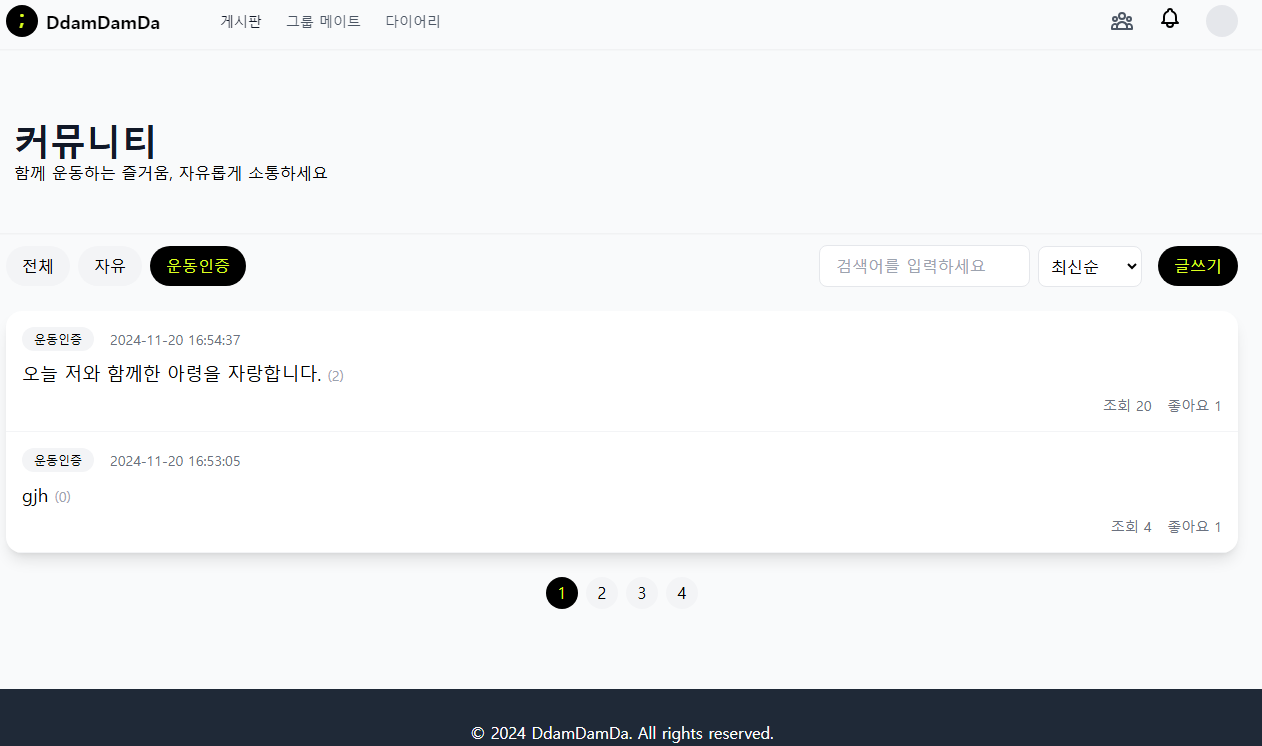 ; DdamDamDa 게시판 그룹 메이트 다이어리
커뮤니티
함께 운동하는 즐거움, 자유롭게 소통하세요
전체 자유 운동인증 검색어를 입력하세요 최신순 글쓰기
운동인증 2024-11-20 16:54:37
오늘 저와 함께한 아령을 자랑합니다. (2)
조회 20 좋아요 1
운동인증 2024-11-20 16:53:05
gjh (0)
조회 4 좋아요 1
1 2 3 4
© 2024 DdamDamDa. All rights reserved.